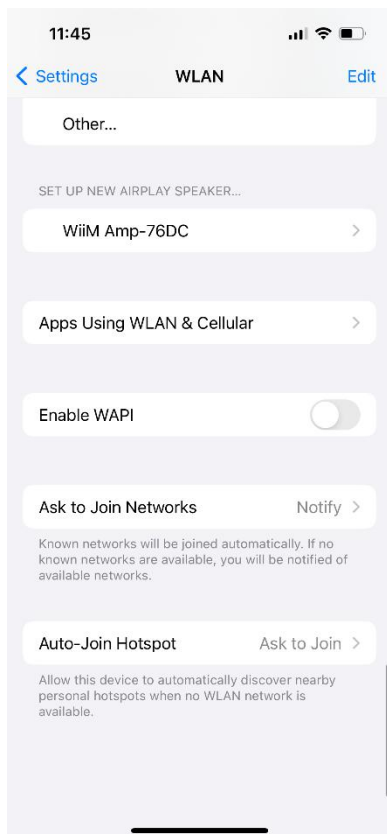 11:45
Settings WLAN Edit
Other...
SET UP NEW AIRPLAY SPEAKER...
WiiM Amp-76DC
Apps Using WLAN & Cellular
Enable WAPI
Ask to Join Networks Notify
Known networks will be joined automatically. If no
known networks are available, you will be notified of
available networks.
Auto-Join Hotspot Ask to Join
Allow this device to automatically discover nearby
personal hotspots when no WLAN network is
available.